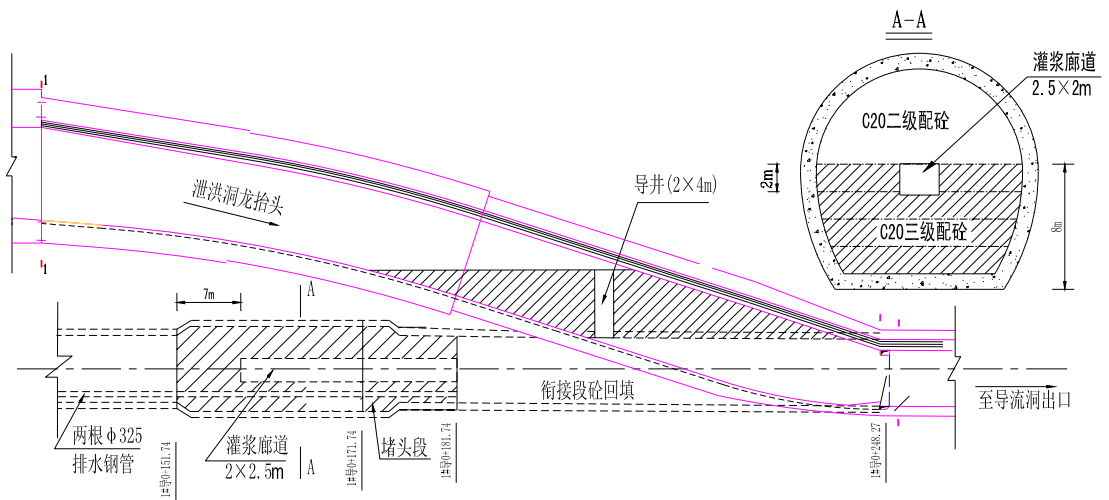 A-A
灌浆廊道
2.5×2m
C20二级配砼
2m
C20三级配砼
8m
1
泄洪洞龙抬头
导井(2×4m)
1
7m
A
衔接段砼回填
至导流洞出口
两根φ325
排水钢管
1#导0+151.74
灌浆廊道
2×2.5m
A
1#导0+171.74
堵头段
1#导0+181.74
1#导0+248.27